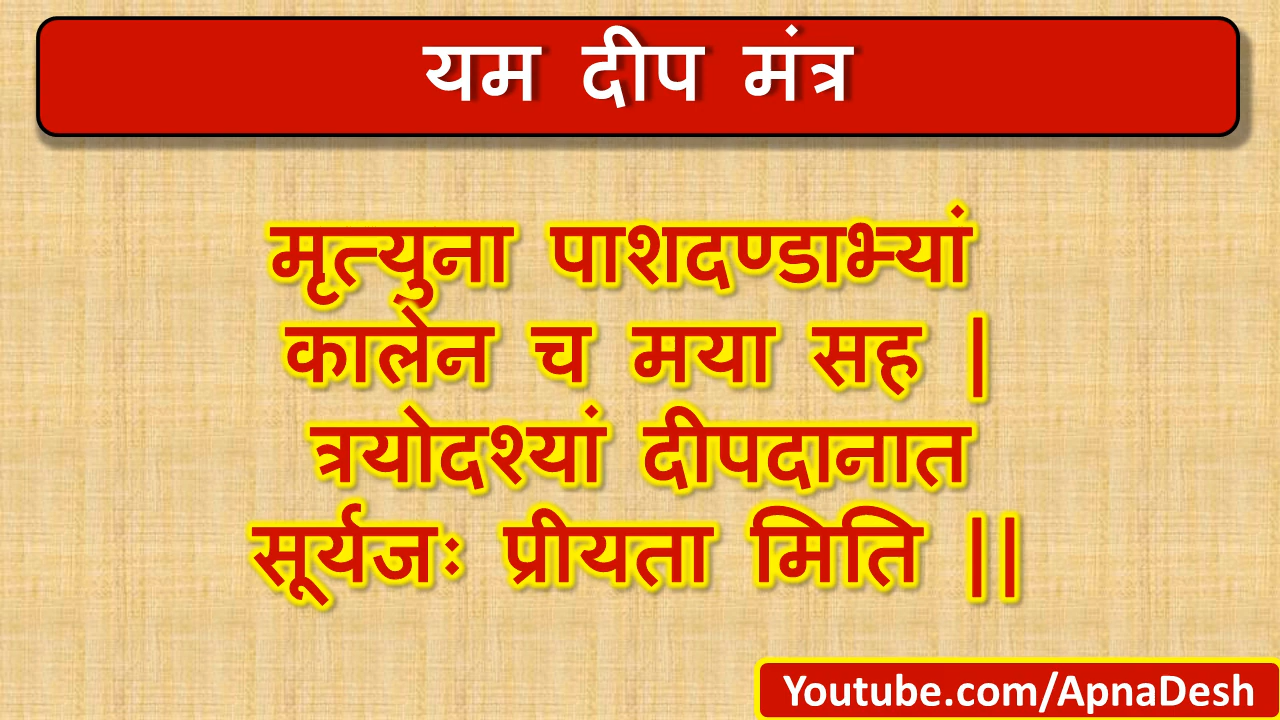 यम दीप मंत्र
मृत्युना पाशदण्डाभ्यां
कालेन च मया सह |
त्रयोदश्यां दीपदानात
सूर्यजः प्रीयता मिति ||
Youtube.com/ApnaDesh